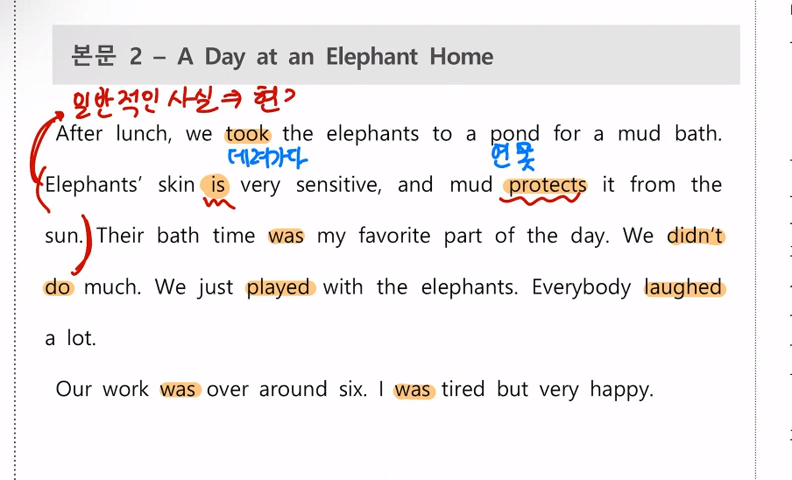 본문 2 – A Day at an Elephant Home
일반적인 사실 ⇒ 현
After lunch, we took the elephants to a pond for a mud bath.
데려가다 연못
Elephants’ skin is very sensitive, and mud protects it from the
sun. Their bath time was my favorite part of the day. We didn’t
do much. We just played with the elephants. Everybody laughed
a lot.
Our work was over around six. I was tired but very happy.